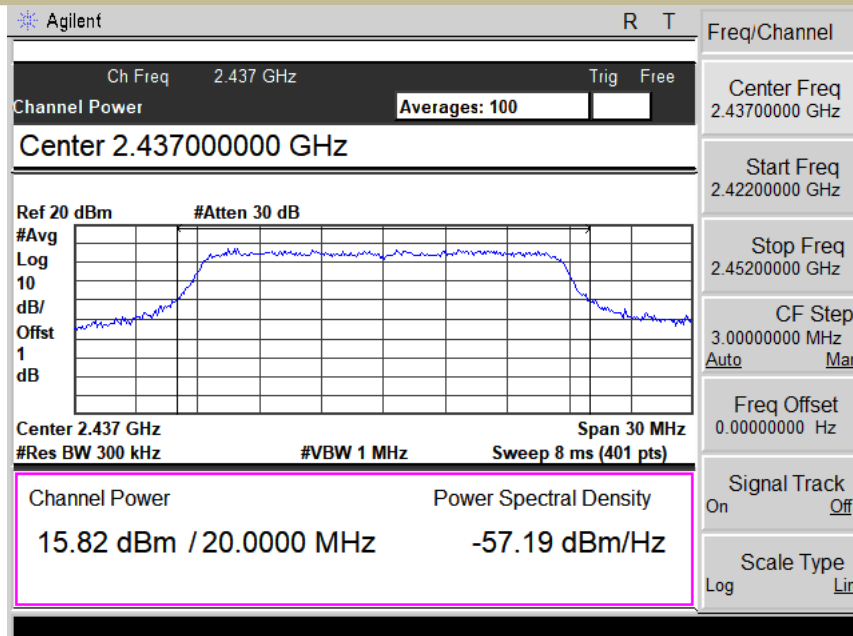 Agilent
R T
Ch Freq 2.437 GHz Trig Free
Channel Power Averages: 100
Center 2.437000000 GHz
Ref 20 dBm #Atten 30 dB
#Avg
Log
10
dB/
Offst
1
dB
Center 2.437 GHz Span 30 MHz
#Res BW 300 kHz #VBW 1 MHz Sweep 8 ms (401 pts)
Channel Power Power Spectral Density
15.82 dBm / 20.0000 MHz -57.19 dBm/Hz
Freq/Channel
Center Freq
2.43700000 GHz
Start Freq
2.42200000 GHz
Stop Freq
2.45200000 GHz
CF Step
3.00000000 MHz
Auto Man
Freq Offset
0.00000000 Hz
Signal Track
On Off
Scale Type
Log Lin